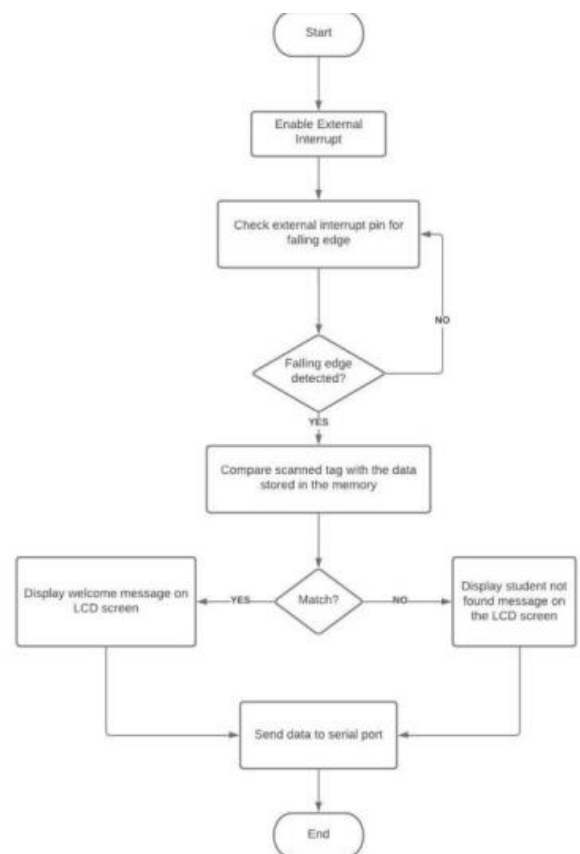 Start
Enable External
Interrupt
Check external interrupt pin for
falling edge
NO
Falling edge
detected?
YES
Compare scanned tag with the data
stored in the memory
Display welcome message on
LCD screen
YES
Match?
NO
Display student not
found message on
the LCD screen
Send data to serial port
End